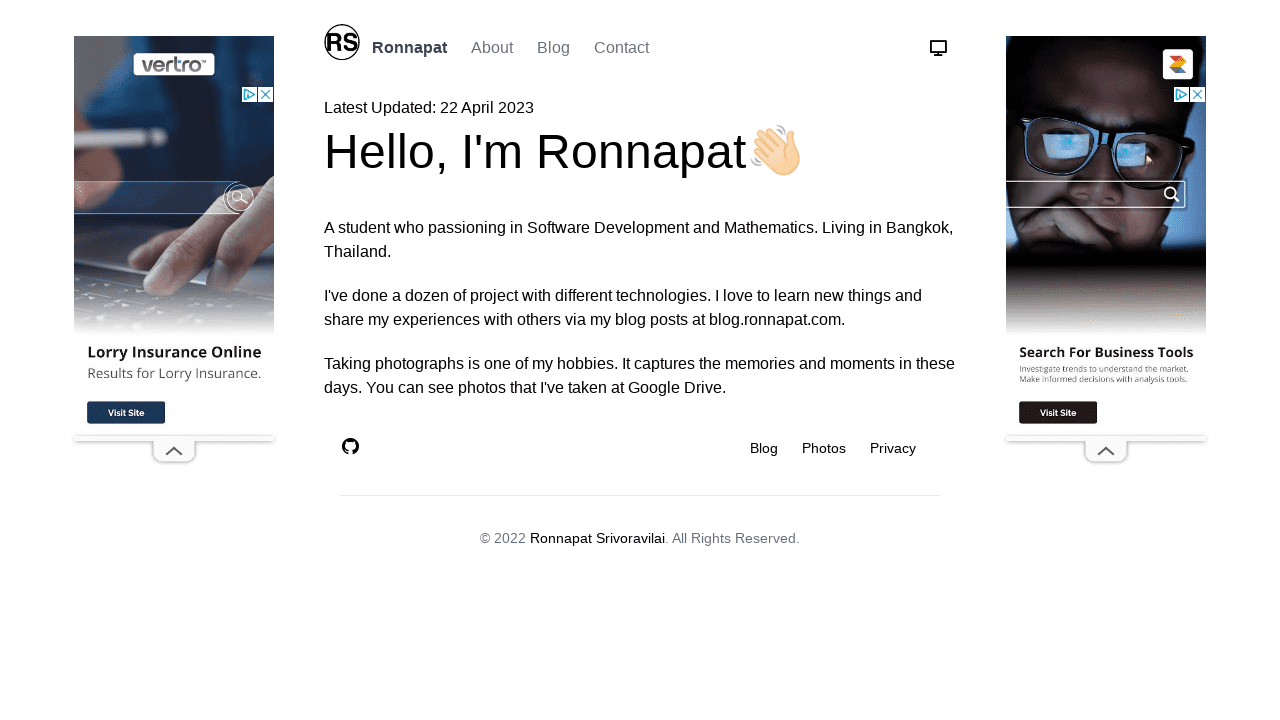 RS
Ronnapat
About
Blog
Contact
Latest Updated: 22 April 2023
Hello, I'm Ronnapat👋🏼
A student who passioning in Software Development and Mathematics. Living in Bangkok,
Thailand.
I've done a dozen of project with different technologies. I love to learn new things and
share my experiences with others via my blog posts at blog.ronnapat.com.
Taking photographs is one of my hobbies. It captures the memories and moments in these
days. You can see photos that I've taken at Google Drive.
Blog
Photos
Privacy
© 2022 Ronnapat Srivoravilai. All Rights Reserved.
vertro™
Lorry Insurance Online
Results for Lorry Insurance.
Visit Site
Search For Business Tools
Investigate trends to understand the market.
Make informed decisions with analysis tools.
Visit Site